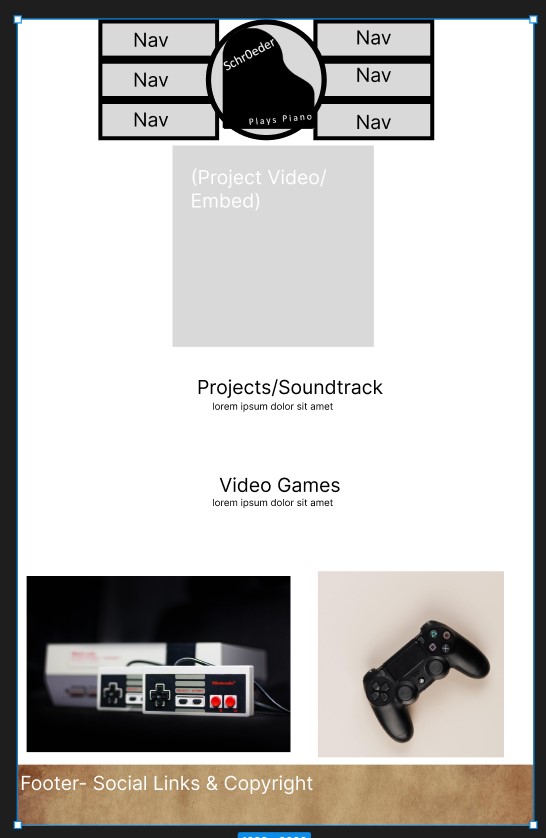 Nav
Nav
Nav
Schr0eder
Plays Piano
Nav
Nav
Nav
(Project Video/
Embed)
Projects/Soundtrack
lorem ipsum dolor sit amet
Video Games
lorem ipsum dolor sit amet
Nintendo
Footer- Social Links & Copyright